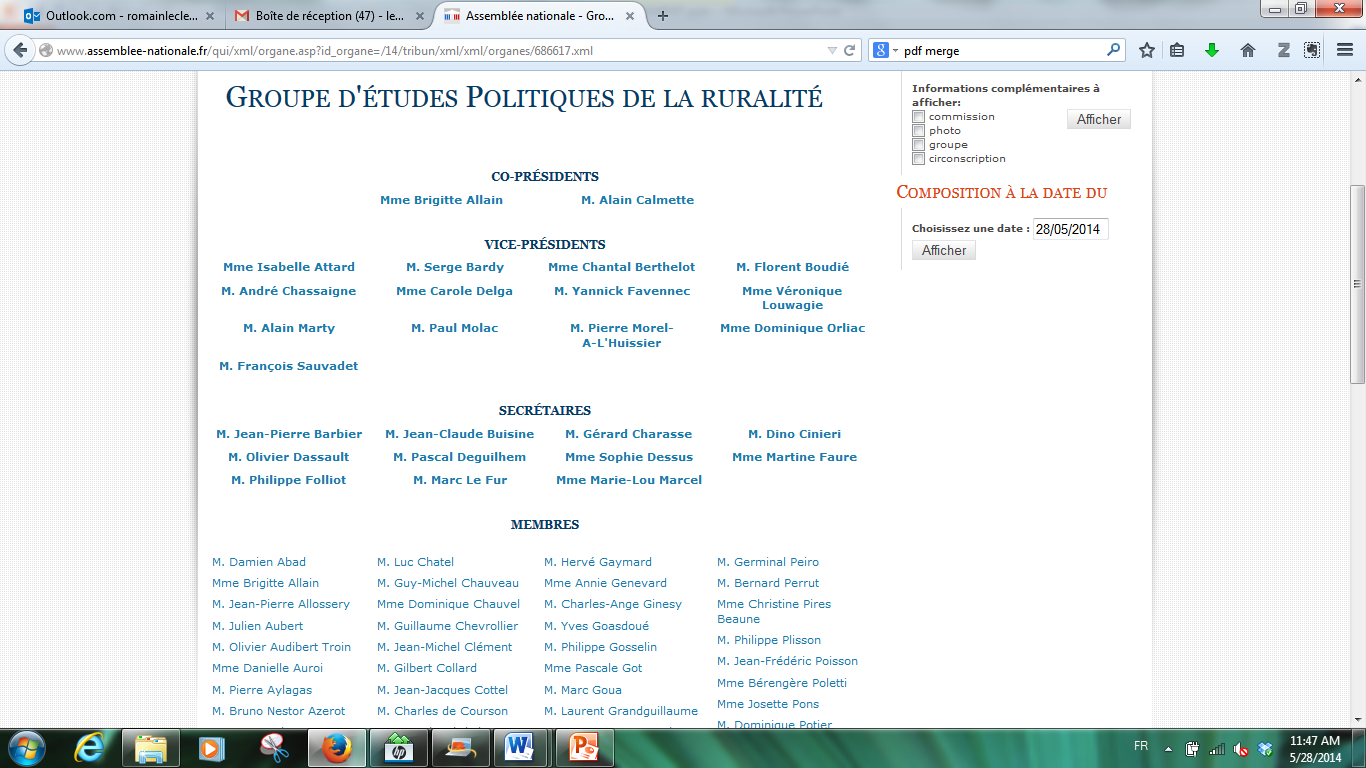 Outlook.com - romainlecle...
Boîte de réception (47) - le...
Assemblée nationale - Gro...
www.assemblee-nationale.fr/qui/xml/organe.asp?id_organe=/14/tribun/xml/xml/organes/686617.xml
pdf merge
Groupe d'études Politiques de la ruralité
Informations complémentaires à
afficher:
commission
photo
groupe
circonscription
Afficher
Composition à la date du
Choisissez une date : 28/05/2014
Afficher
CO-PRÉSIDENTS
Mme Brigitte Allain M. Alain Calmette
VICE-PRÉSIDENTS
Mme Isabelle Attard M. Serge Bardy Mme Chantal Berthelot M. Florent Boudié
M. André Chassaigne Mme Carole Delga M. Yannick Favennec Mme Véronique
Louwagie
M. Alain Marty M. Paul Molac M. Pierre Morel- Mme Dominique Orliac
A-L'Huissier
M. François Sauvadet
SECRÉTAIRES
M. Jean-Pierre Barbier M. Jean-Claude Buisine M. Gérard Charasse M. Dino Cinieri
M. Olivier Dassault M. Pascal Deguilhem Mme Sophie Dessus Mme Martine Faure
M. Philippe Folliot M. Marc Le Fur Mme Marie-Lou Marcel
MEMBRES
M. Damien Abad
Mme Brigitte Allain
M. Jean-Pierre Allossery
M. Julien Aubert
M. Olivier Audibert Troin
Mme Danielle Auroi
M. Pierre Aylagas
M. Bruno Nestor Azerot
M. Luc Chatel
M. Guy-Michel Chauveau
Mme Dominique Chauvel
M. Guillaume Chevrollier
M. Jean-Michel Clément
M. Gilbert Collard
M. Jean-Jacques Cottel
M. Charles de Courson
M. Hervé Gaymard
Mme Annie Genevard
M. Charles-Ange Ginesy
M. Yves Goasdoué
M. Philippe Gosselin
Mme Pascale Got
M. Marc Goua
M. Laurent Grandguillaume
M. Germinal Peiro
M. Bernard Perrut
Mme Christine Pires
Beaune
M. Philippe Plisson
M. Jean-Frédéric Poisson
Mme Bérengère Poletti
Mme Josette Pons
M. Dominique Potier
FR
11:47 AM
5/28/2014